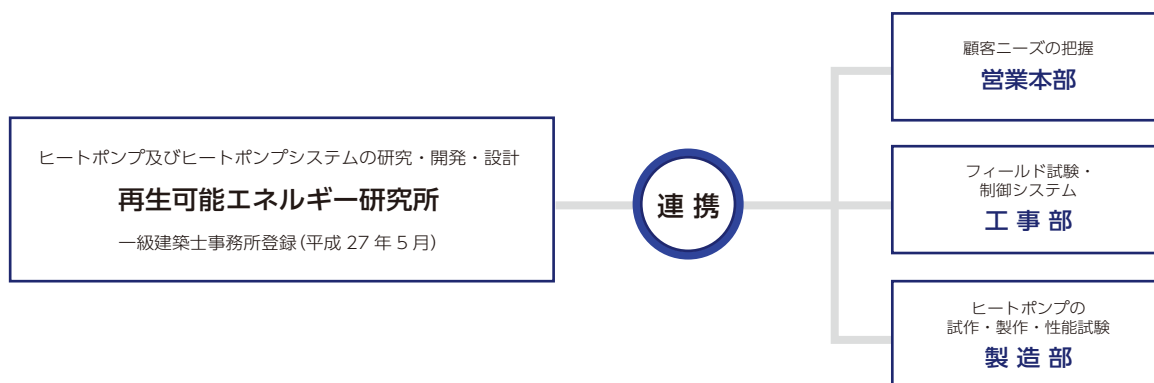 ヒートポンプ及びヒートポンプシステムの研究・開発・設計
再生可能エネルギー研究所
一級建築士事務所登録(平成 27 年 5 月)
連 携
顧客ニーズの把握
営業本部
フィールド試験・
制御システム
工 事 部
ヒートポンプの
試作・製作・性能試験
製 造 部